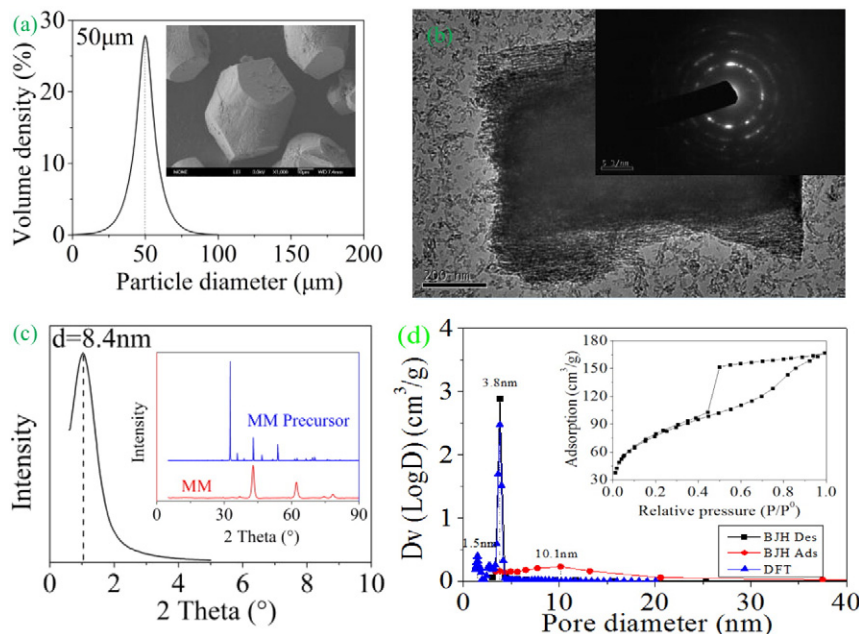 (a)
50μm
Volume density (%)
30
20
10
0
0 50 100 150 200
Particle diameter (μm)
(b)
200 nm
5 1/nm
(c)
d=8.4nm
Intensity
0 2 4 6 8 10
2 Theta (°)
Intensity
MM Precursor
MM
0 30 60 90
2 Theta (°)
(d)
Dv (LogD) (cm³/g)
4
3
2
1
0
3.8nm
1.5nm
10.1nm
0 10 20 30 40
Pore diameter (nm)
Adsorption (cm³/g)
180
150
120
90
60
30
0.0 0.2 0.4 0.6 0.8 1.0
Relative pressure (P/P⁰)
BJH Des
BJH Ads
DFT